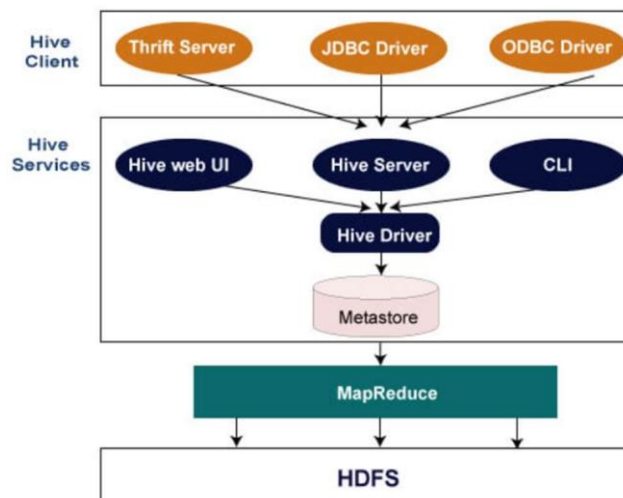 Hive
Client
Thrift Server
JDBC Driver
ODBC Driver
Hive
Services
Hive web UI
Hive Server
CLI
Hive Driver
Metastore
MapReduce
HDFS